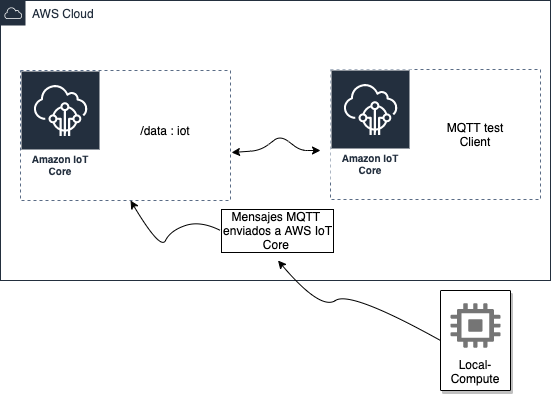 AWS Cloud
Amazon IoT
Core
/data : iot
Amazon IoT
Core
MQTT test
Client
Mensajes MQTT
enviados a AWS IoT
Core
Local-
Compute